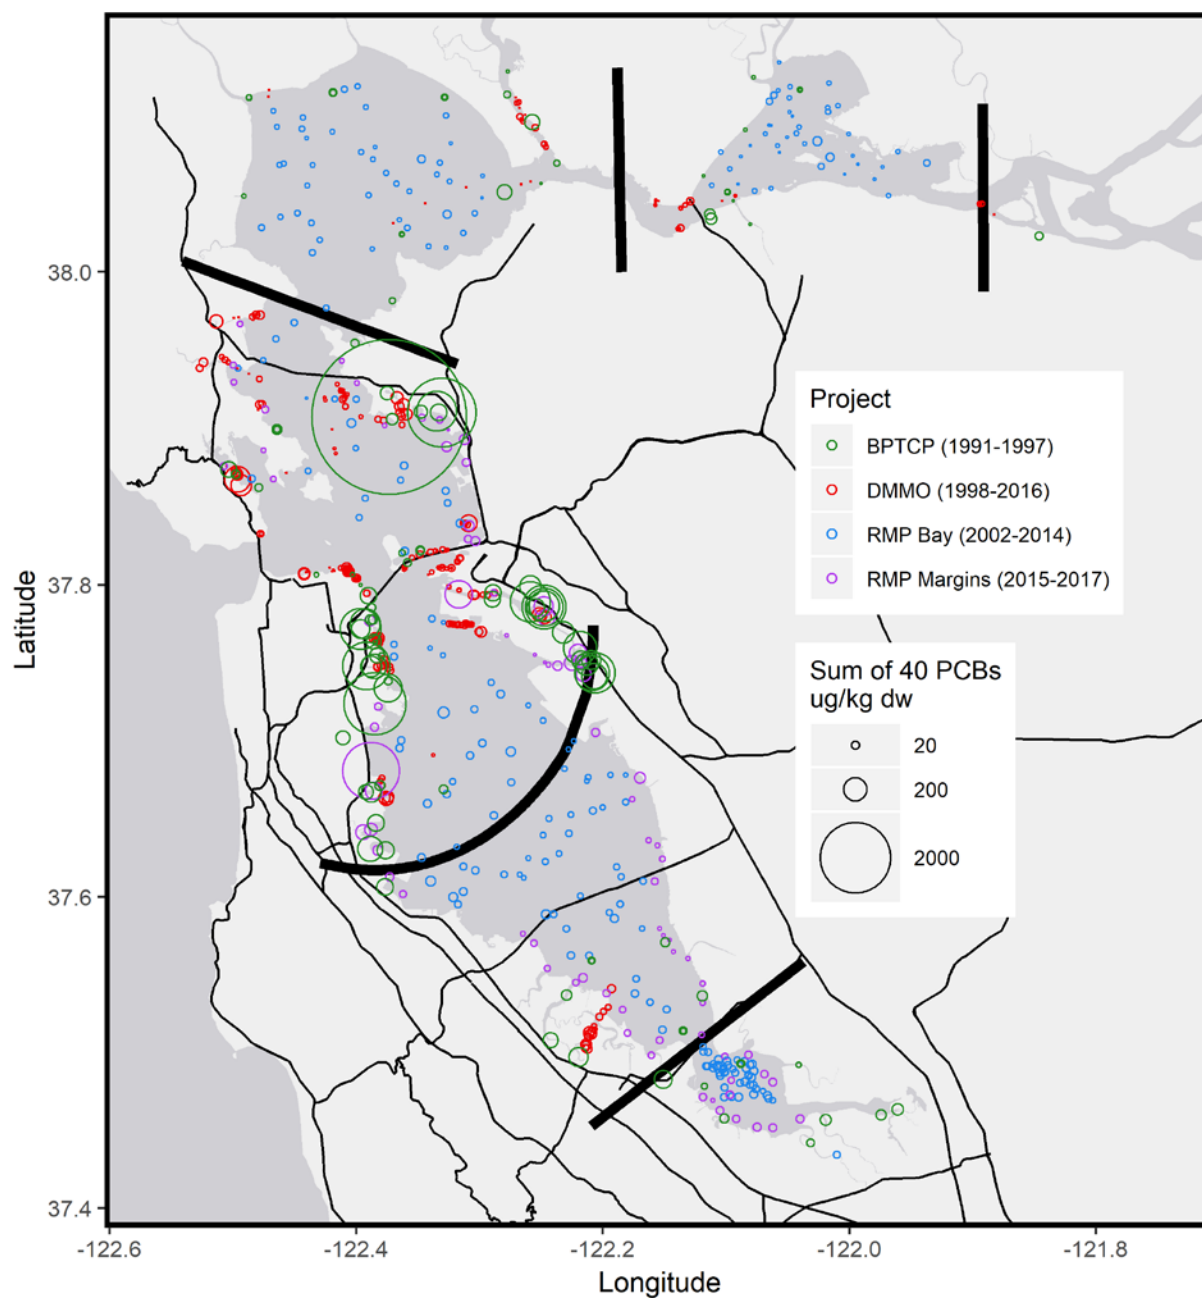 38.0
37.8
37.6
37.4
Latitude
-122.6
-122.4
-122.2
-122.0
-121.8
Longitude
Project
BPTCP (1991-1997)
DMMO (1998-2016)
RMP Bay (2002-2014)
RMP Margins (2015-2017)
Sum of 40 PCBs
ug/kg dw
20
200
2000